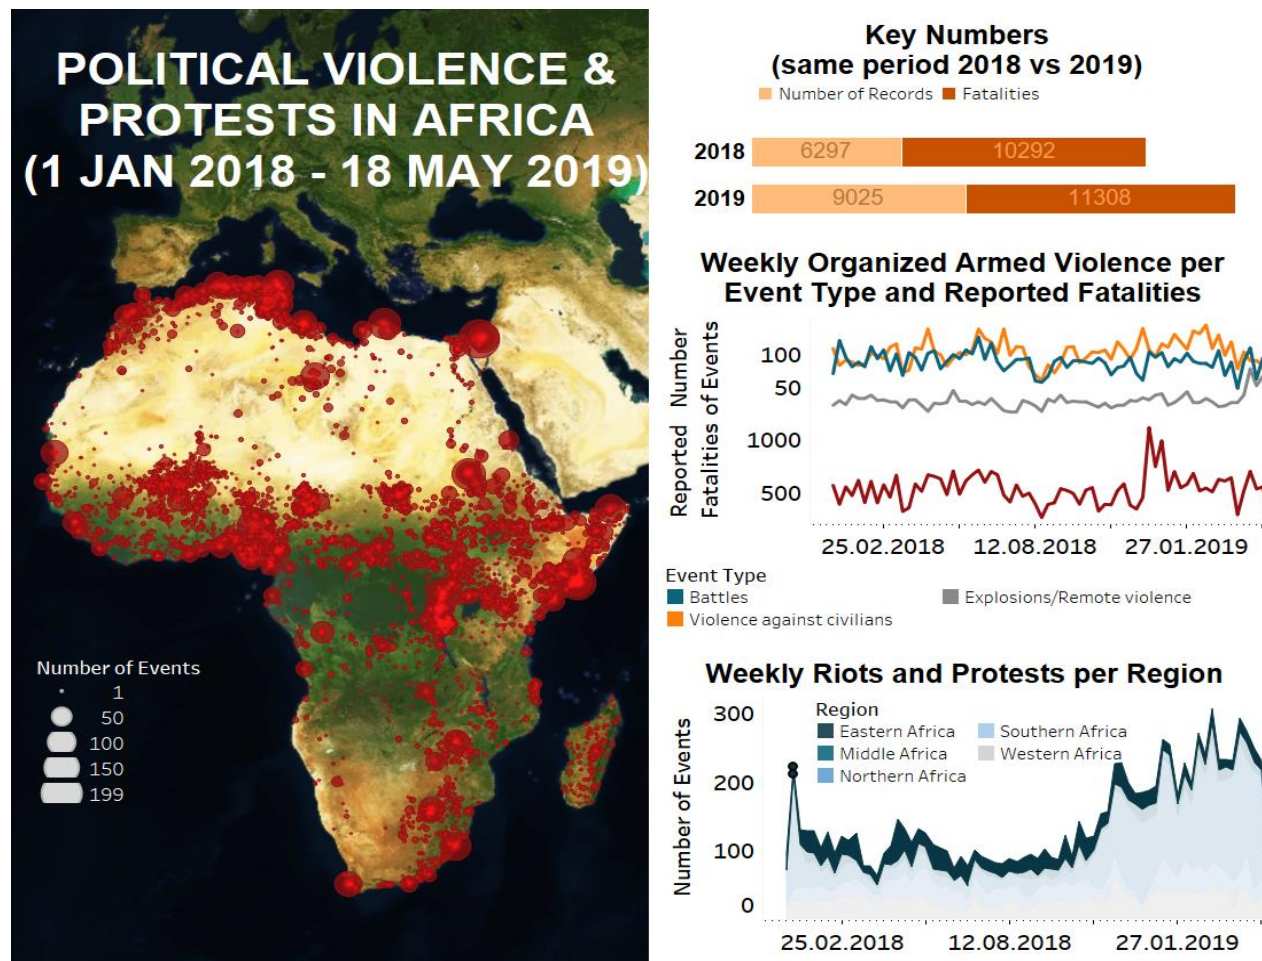 POLITICAL VIOLENCE &
PROTESTS IN AFRICA
(1 JAN 2018 - 18 MAY 2019)
Number of Events
1
50
100
150
199
Key Numbers
(same period 2018 vs 2019)
Number of Records Fatalities
2018 6297 10292
2019 9025 11308
Weekly Organized Armed Violence per
Event Type and Reported Fatalities
Reported Number
Fatalities of Events
100
50
1000
500
25.02.2018 12.08.2018 27.01.2019
Event Type
Battles Explosions/Remote violence
Violence against civilians
Weekly Riots and Protests per Region
Number of Events
300
200
100
0
Region
Eastern Africa Southern Africa
Middle Africa Western Africa
Northern Africa
25.02.2018 12.08.2018 27.01.2019